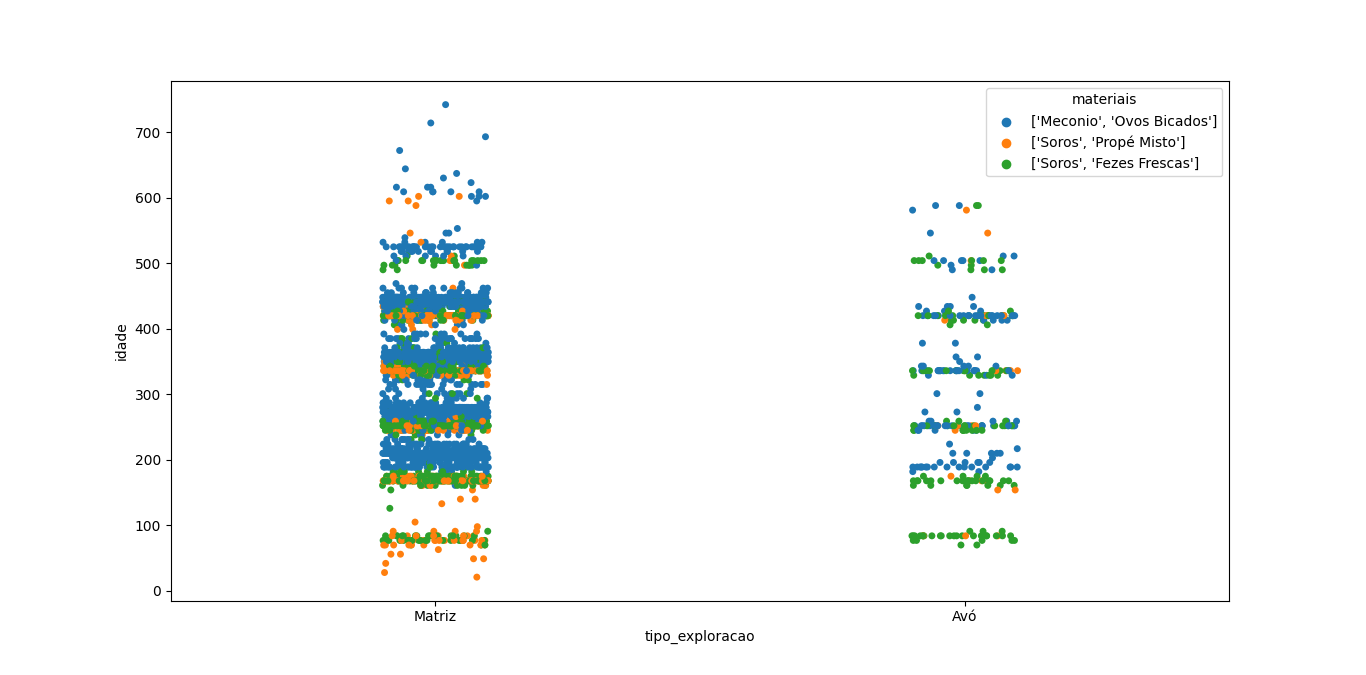 materiais
['Meconio', 'Ovos Bicados']
['Soros', 'Propé Misto']
['Soros', 'Fezes Frescas']
700
600
500
400
300
200
100
0
idade
Matriz
Avó
tipo_exploracao